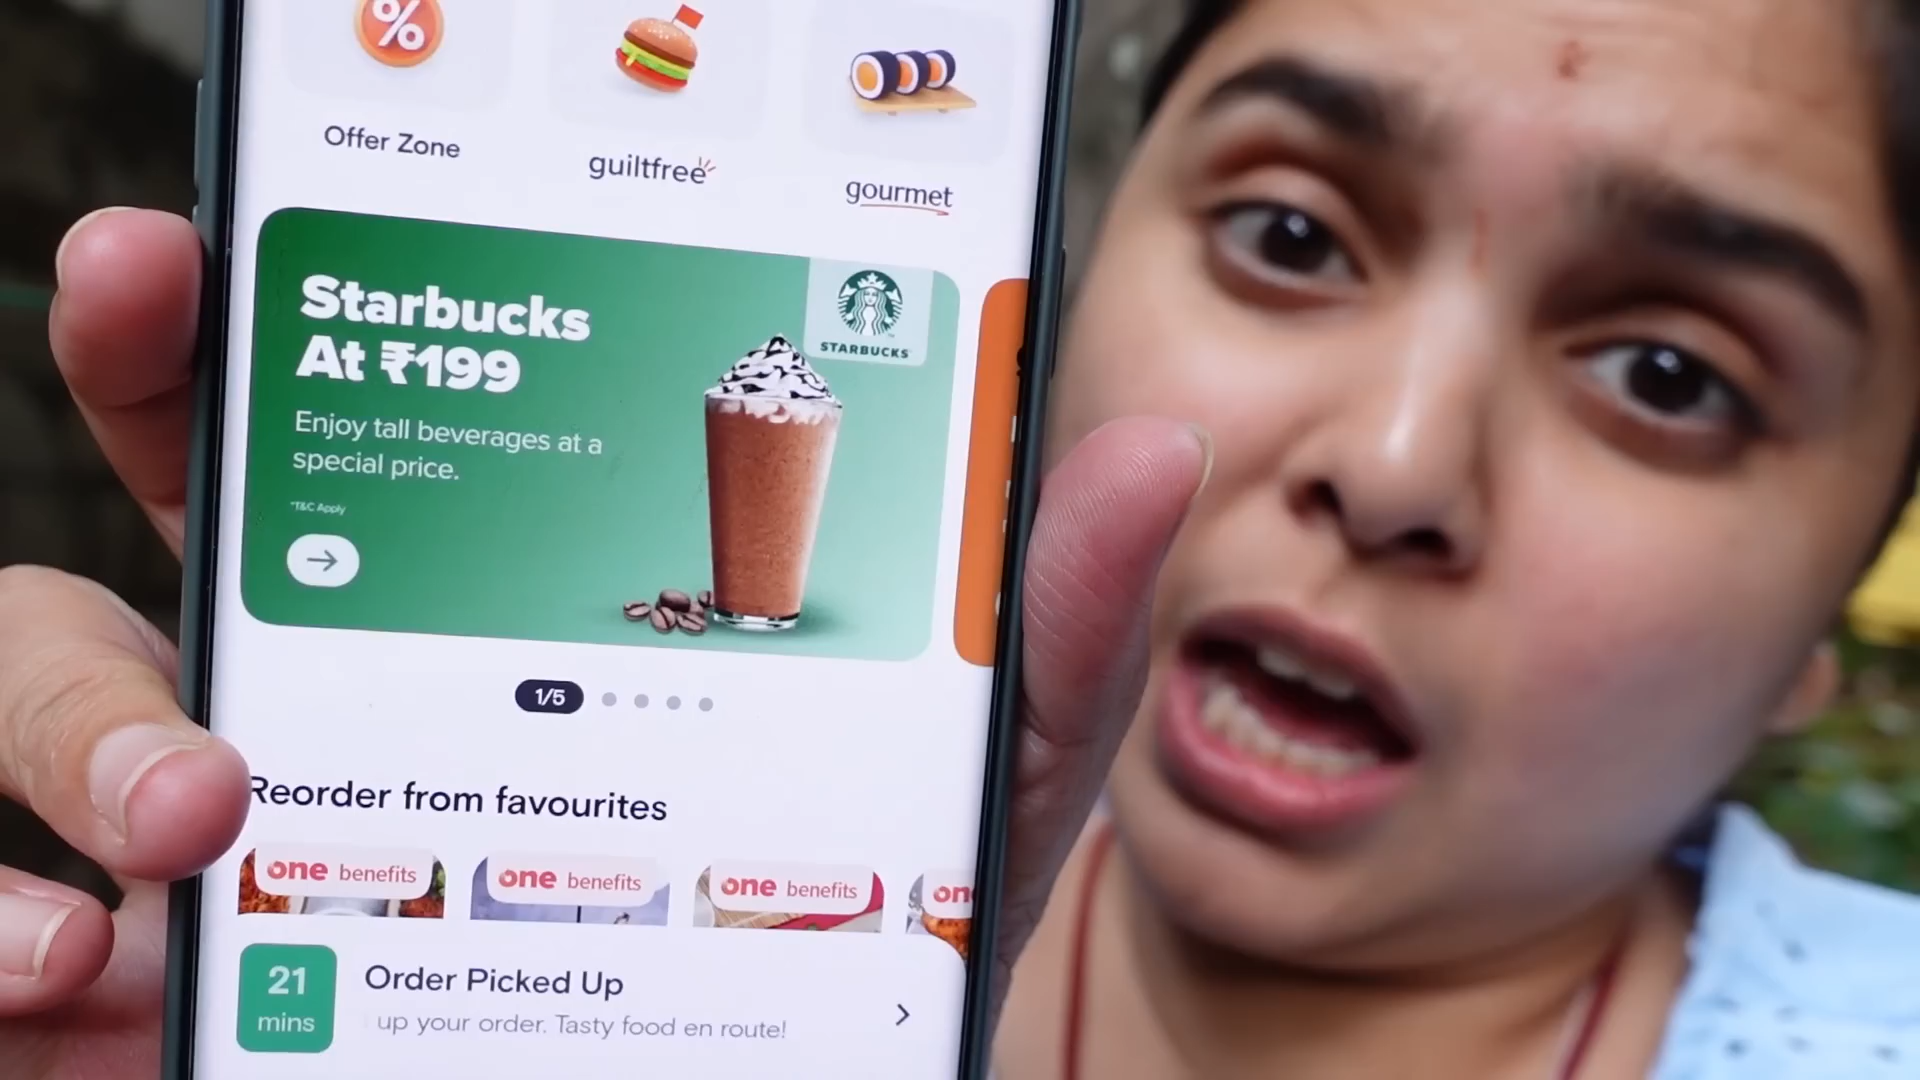 %
Offer Zone
guiltfree
gourmet
Starbucks
At ₹199
STARBUCKS
Enjoy tall beverages at a
special price.
*T&C Apply
1/5
Reorder from favourites
one benefits
one benefits
one benefits
on
21
mins
Order Picked Up
up your order. Tasty food en route!